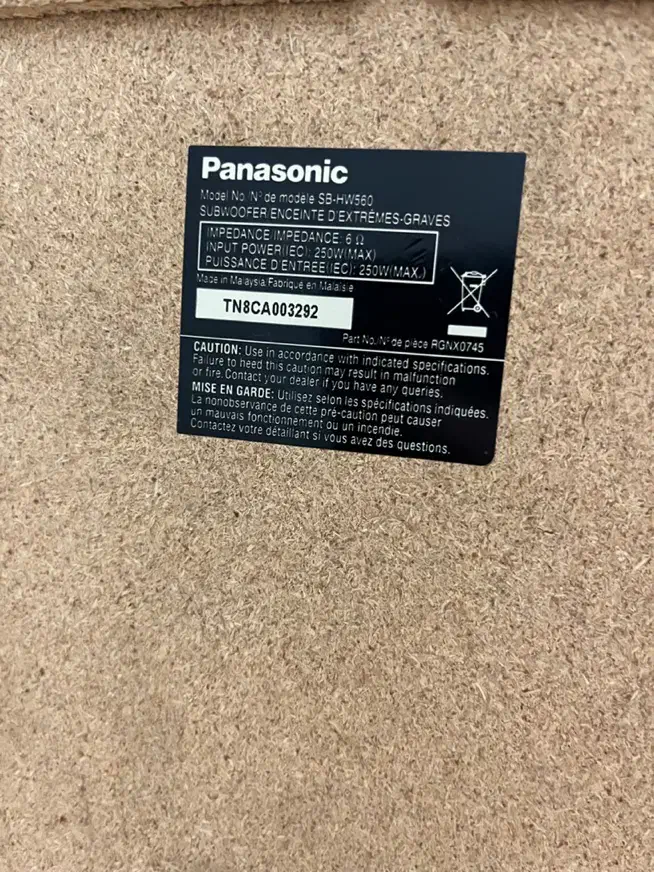 Panasonic
Model No./N° de modèle SB-HW560
SUBWOOFER/ENCEINTE D'EXTRÊMES-GRAVES
IMPEDANCE/IMPEDANCE: 6 Ω
INPUT POWER(IEC): 250W(MAX)
PUISSANCE D'ENTREE(IEC): 250W(MAX.)
Made in Malaysia/Fabriqué en Malaisie
TN8CA003292
Part No./N° de pièce RGNX0745
CAUTION: Use in accordance with indicated specifications.
Failure to heed this caution may result in malfunction
or fire. Contact your dealer if you have any queries.
MISE EN GARDE: Utilisez selon les spécifications indiquées.
La nonobservance de cette pré-caution peut causer
un mauvais fonctionnement ou un incendie.
Contactez votre détaillant si vous avez des questions.